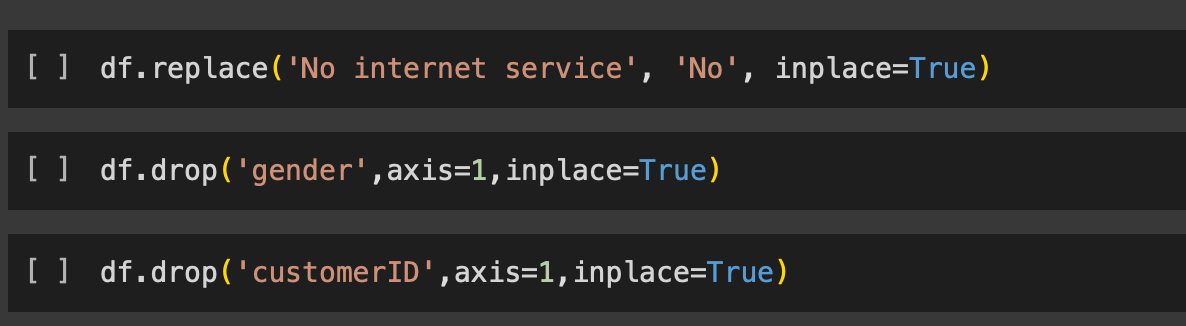 [ ] df.replace('No internet service', 'No', inplace=True)
[ ] df.drop('gender',axis=1,inplace=True)
[ ] df.drop('customerID',axis=1,inplace=True)